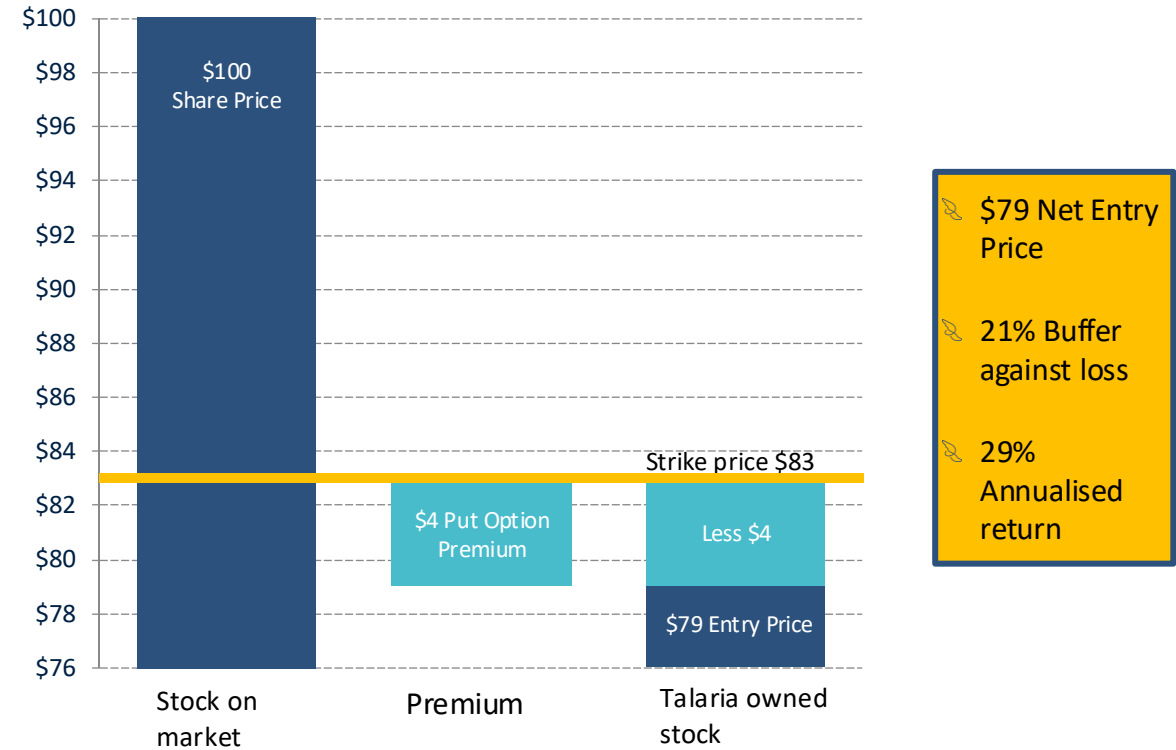 $100
$98
$96
$94
$92
$90
$88
$86
$84
$82
$80
$78
$76
$100
Share Price
Strike price $83
$4 Put Option
Premium
Less $4
$79 Entry Price
Stock on
market
Premium
Talaria owned
stock
$79 Net Entry
Price
21% Buffer
against loss
29%
Annualised
return